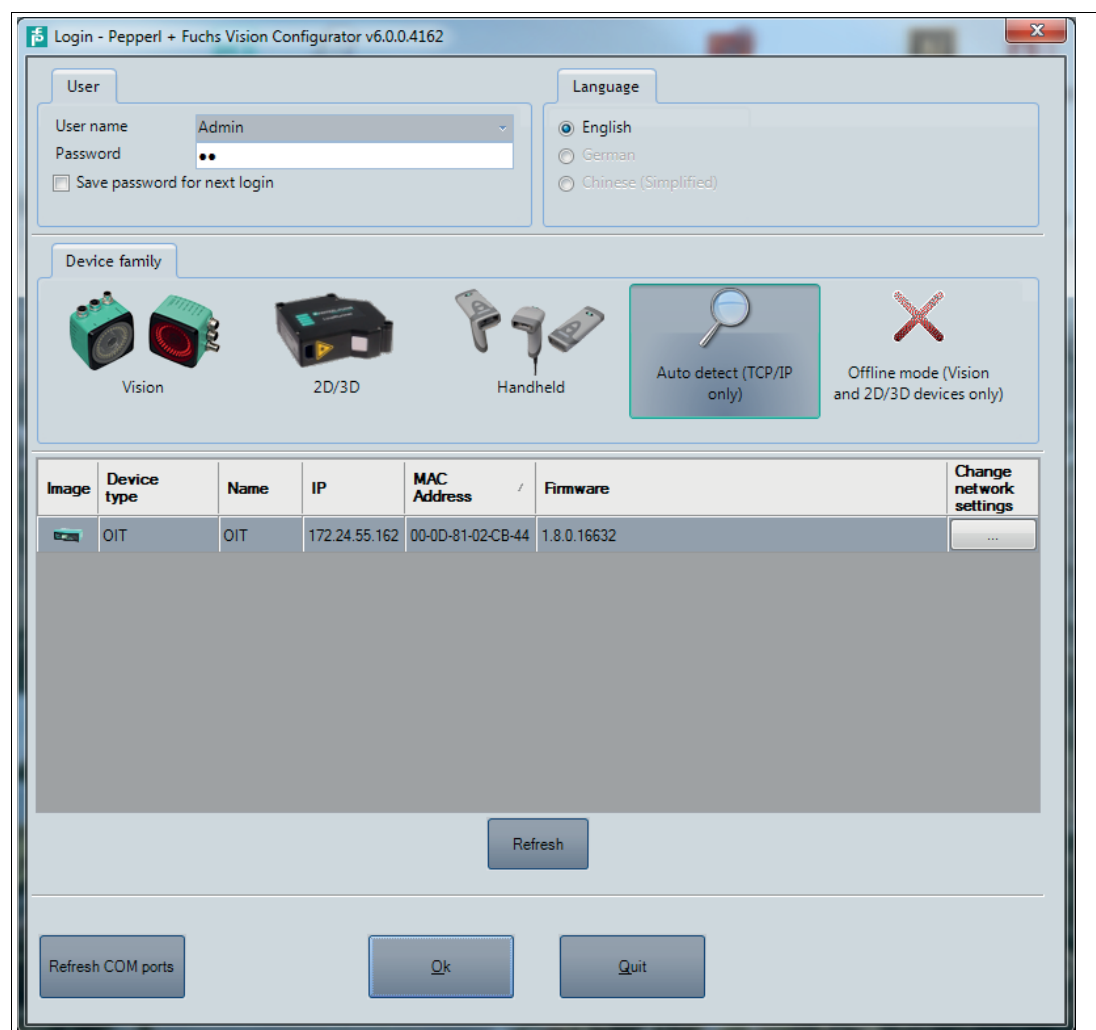 Login - Pepperl + Fuchs Vision Configurator v6.0.0.4162
User
Language
User name
Admin
English
Password
••
German
Save password for next login
Chinese (Simplified)
Device family
Vision
2D/3D
Handheld
Auto detect (TCP/IP
only)
Offline mode (Vision
and 2D/3D devices only)
Image
Device
type
Name
IP
MAC
Address
Firmware
Change
network
settings
OIT
OIT
172.24.55.162
00-0D-81-02-CB-44
1.8.0.16632
...
Refresh
Refresh COM ports
Ok
Quit